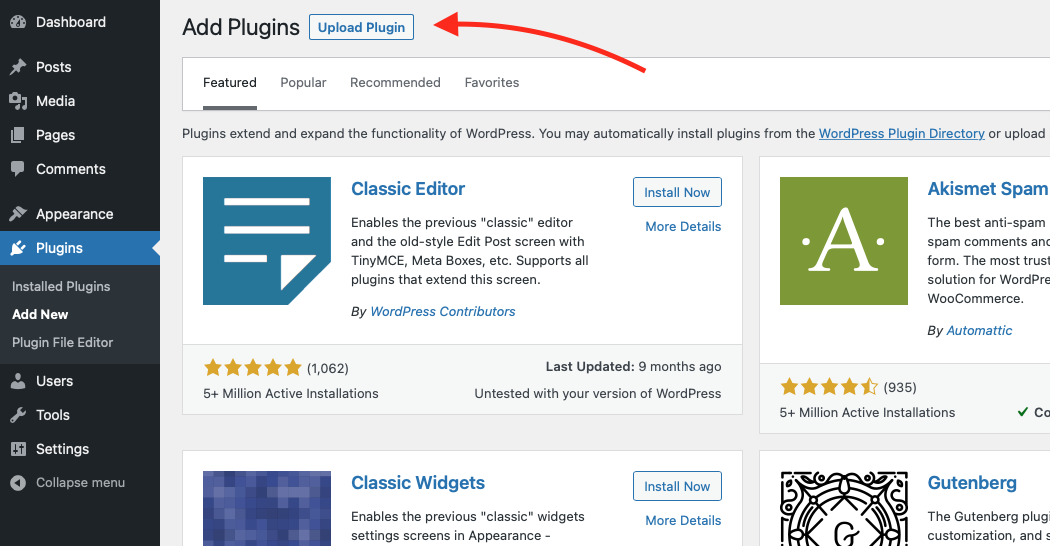 Dashboard
Posts
Media
Pages
Comments
Appearance
Plugins
Installed Plugins
Add New
Plugin File Editor
Users
Tools
Settings
Collapse menu
Add Plugins
Upload Plugin
Featured Popular Recommended Favorites
Plugins extend and expand the functionality of WordPress. You may automatically install plugins from the WordPress Plugin Directory or upload
Classic Editor
Install Now
More Details
Enables the previous "classic" editor
and the old-style Edit Post screen with
TinyMCE, Meta Boxes, etc. Supports all
plugins that extend this screen.
By WordPress Contributors
(1,062)
5+ Million Active Installations
Last Updated: 9 months ago
Untested with your version of WordPress
A
Akismet Spam
The best anti-spam
spam comments and
form. The most trust
solution for WordPre
WooCommerce.
By Automattic
(935)
5+ Million Active Installations
Co
Classic Widgets
Install Now
More Details
Enables the previous "classic" widgets
settings screens in Appearance -
G
Gutenberg
The Gutenberg plugi
customization, and s